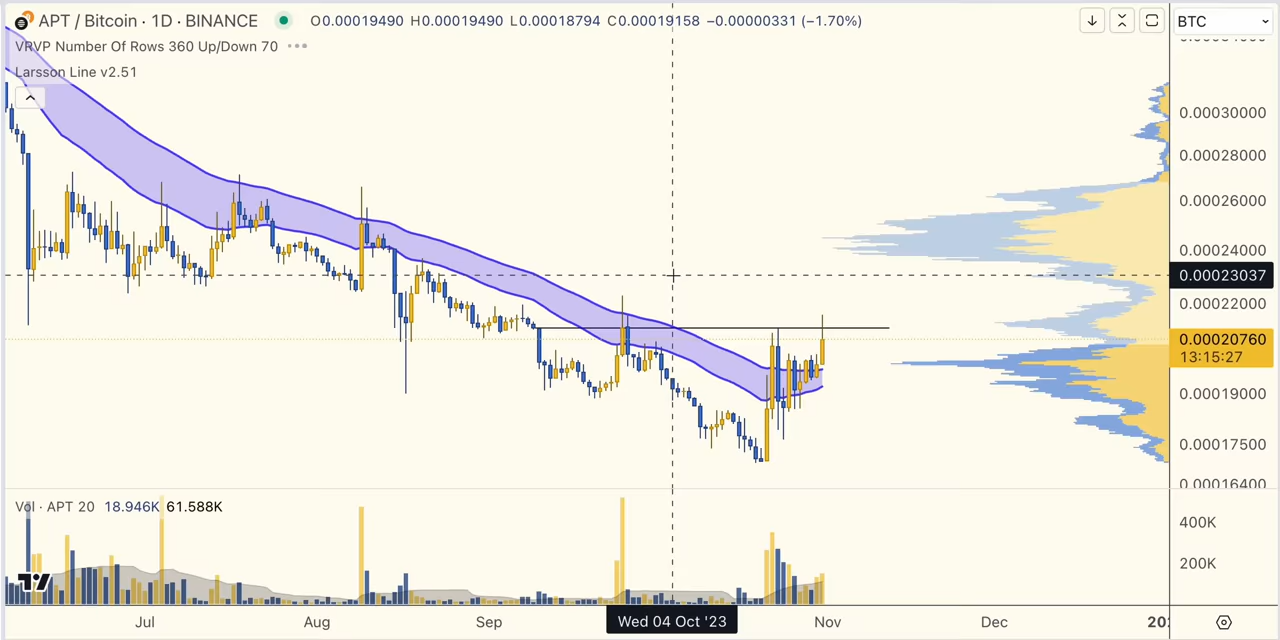 APT / Bitcoin · 1D · BINANCE O0.00019490 H0.00019490 L0.00018794 C0.00019158 −0.00000331 (−1.70%)
BTC
VRVP Number Of Rows 360 Up/Down 70
Larsson Line v2.51
0.00030000
0.00028000
0.00026000
0.00024000
0.00023037
0.00022000
0.00020760
13:15:27
0.00019000
0.00017500
0.00016400
Vol · APT 20 18.946K 61.588K
400K
200K
Jul Aug Sep Wed 04 Oct '23 Nov Dec